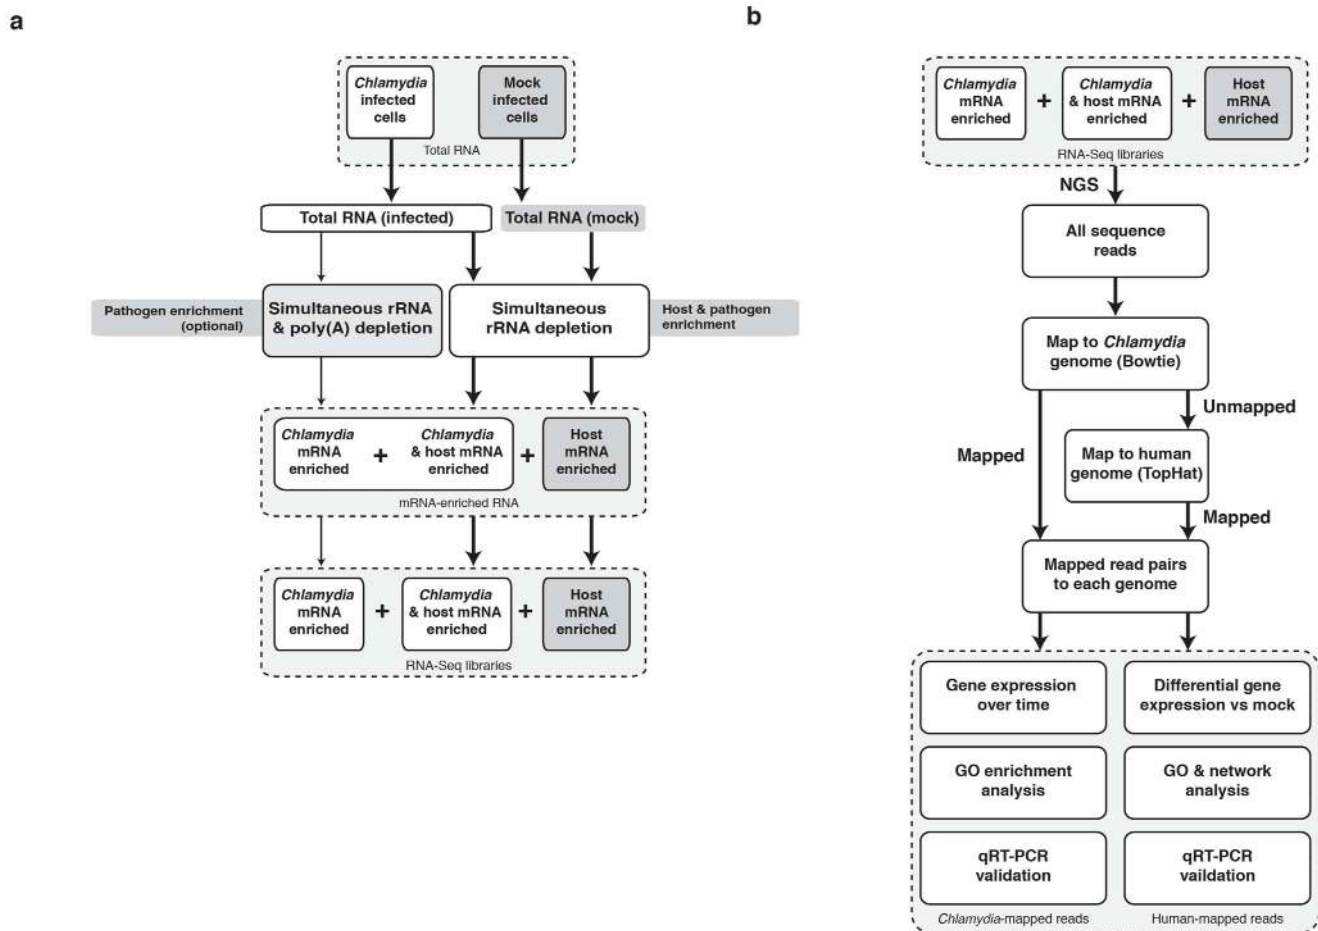 a
Chlamydia
infected
cells
Mock
infected
cells
Total RNA
Total RNA (infected)
Total RNA (mock)
Pathogen enrichment
(optional)
Simultaneous rRNA
& poly(A) depletion
Simultaneous
rRNA depletion
Host & pathogen
enrichment
Chlamydia
mRNA
enriched
+
Chlamydia
& host mRNA
enriched
+
Host
mRNA
enriched
mRNA-enriched RNA
Chlamydia
mRNA
enriched
+
Chlamydia
& host mRNA
enriched
+
Host
mRNA
enriched
RNA-Seq libraries
b
Chlamydia
mRNA
enriched
+
Chlamydia
& host mRNA
enriched
+
Host
mRNA
enriched
RNA-Seq libraries
NGS
All sequence
reads
Map to Chlamydia
genome (Bowtie)
Unmapped
Mapped
Map to human
genome (TopHat)
Mapped
Mapped read pairs
to each genome
Gene expression
over time
Differential gene
expression vs mock
GO enrichment
analysis
GO & network
analysis
qRT-PCR
validation
qRT-PCR
vaildation
Chlamydia-mapped reads
Human-mapped reads